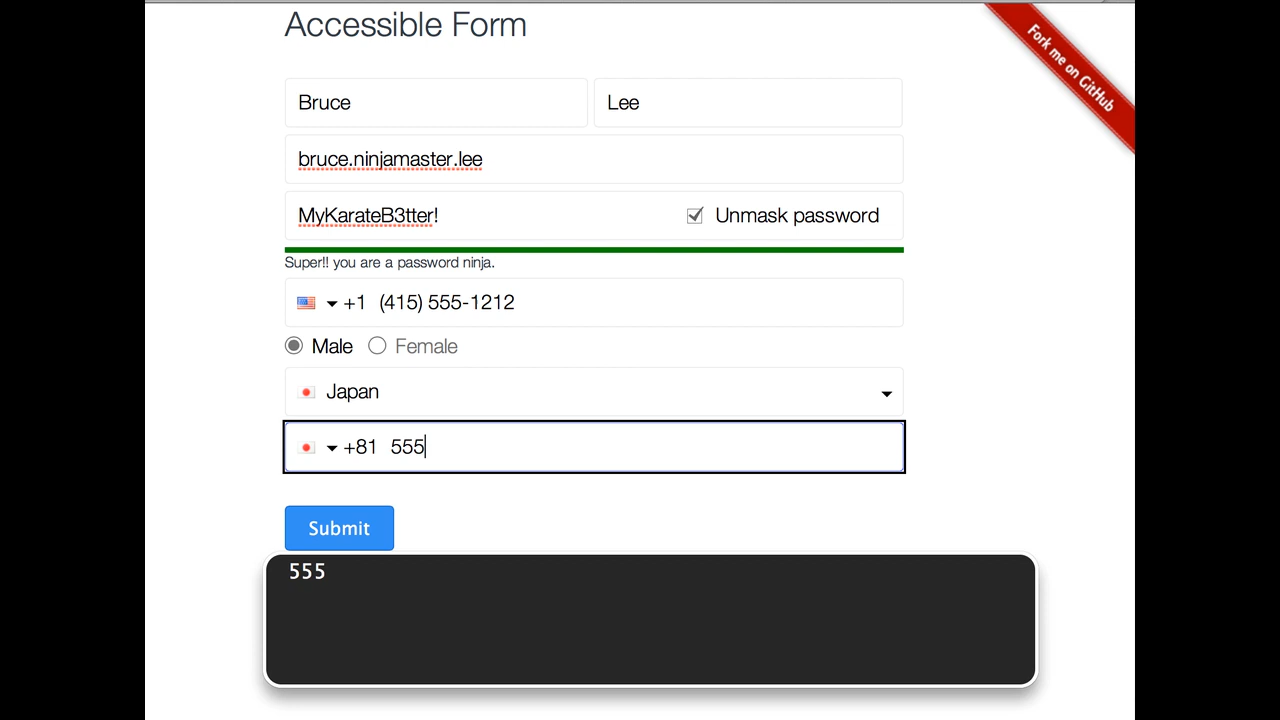 Accessible Form
Fork me on GitHub
Bruce
Lee
bruce.ninjamaster.lee
MyKarateB3tter!
Unmask password
Super!! you are a password ninja.
+1 (415) 555-1212
Male
Female
Japan
+81 555
Submit
555